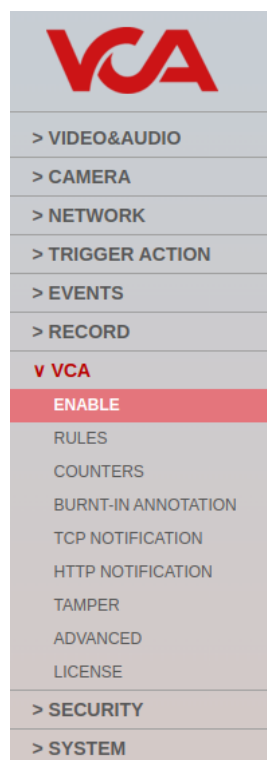 VCA
> VIDEO&AUDIO
> CAMERA
> NETWORK
> TRIGGER ACTION
> EVENTS
> RECORD
∨ VCA
ENABLE
RULES
COUNTERS
BURNT-IN ANNOTATION
TCP NOTIFICATION
HTTP NOTIFICATION
TAMPER
ADVANCED
LICENSE
> SECURITY
> SYSTEM